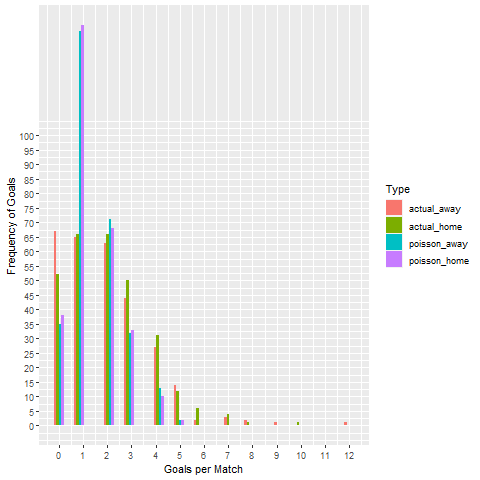 100
95
90
85
80
75
70
65
60
55
50
45
40
35
30
25
20
15
10
5
0
Frequency of Goals
0 1 2 3 4 5 6 7 8 9 10 11 12
Goals per Match
Type
actual_away
actual_home
poisson_away
poisson_home